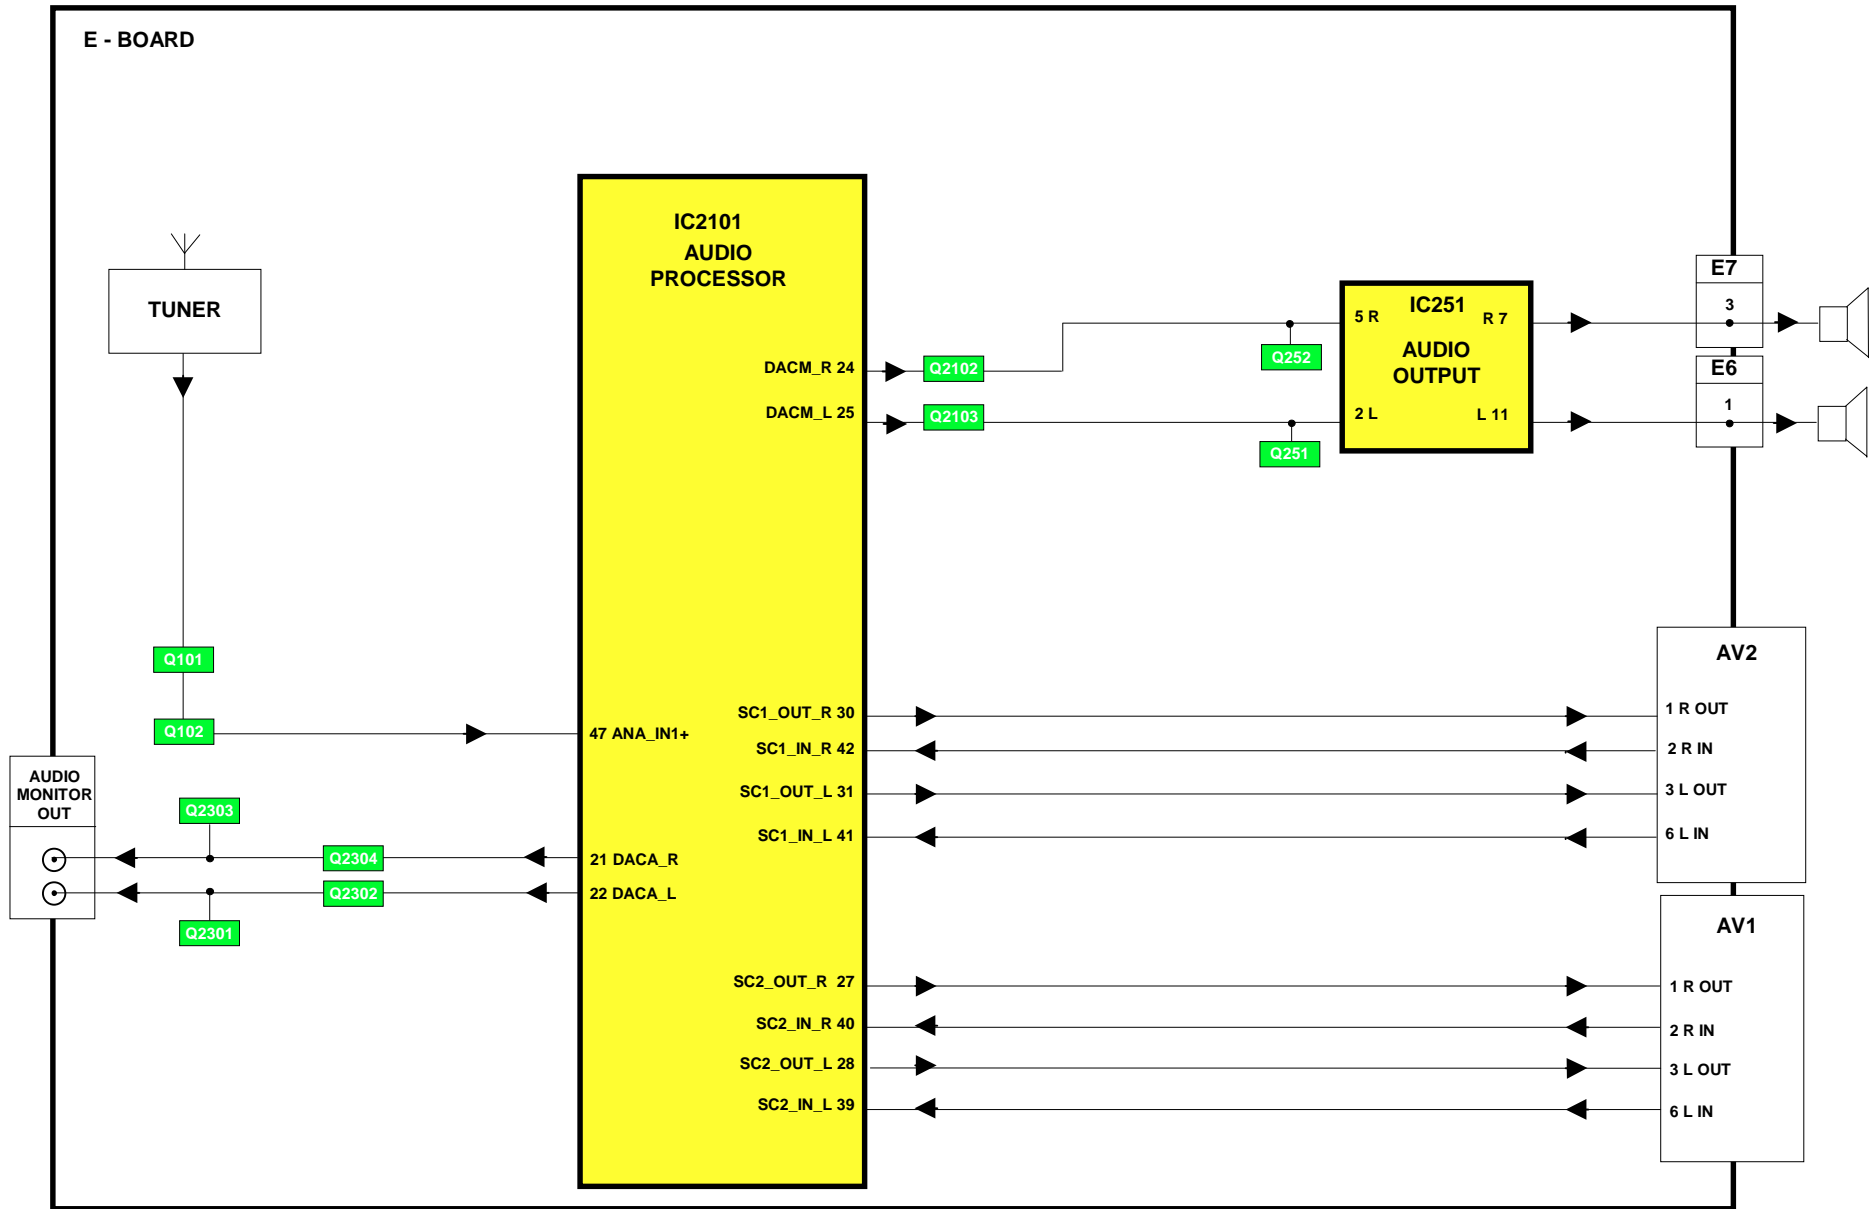 E - BOARD
TUNER
Q101
Q102
AUDIO
MONITOR
OUT
Q2303
Q2304
Q2302
Q2301
IC2101
AUDIO
PROCESSOR
DACM_R 24
DACM_L 25
47 ANA_IN1+
SC1_OUT_R 30
SC1_IN_R 42
SC1_OUT_L 31
SC1_IN_L 41
21 DACA_R
22 DACA_L
SC2_OUT_R 27
SC2_IN_R 40
SC2_OUT_L 28
SC2_IN_L 39
Q2102
Q2103
Q252
Q251
IC251
5 R
R 7
AUDIO
OUTPUT
2 L
L 11
E7
3
E6
1
AV2
1 R OUT
2 R IN
3 L OUT
6 L IN
AV1
1 R OUT
2 R IN
3 L OUT
6 L IN